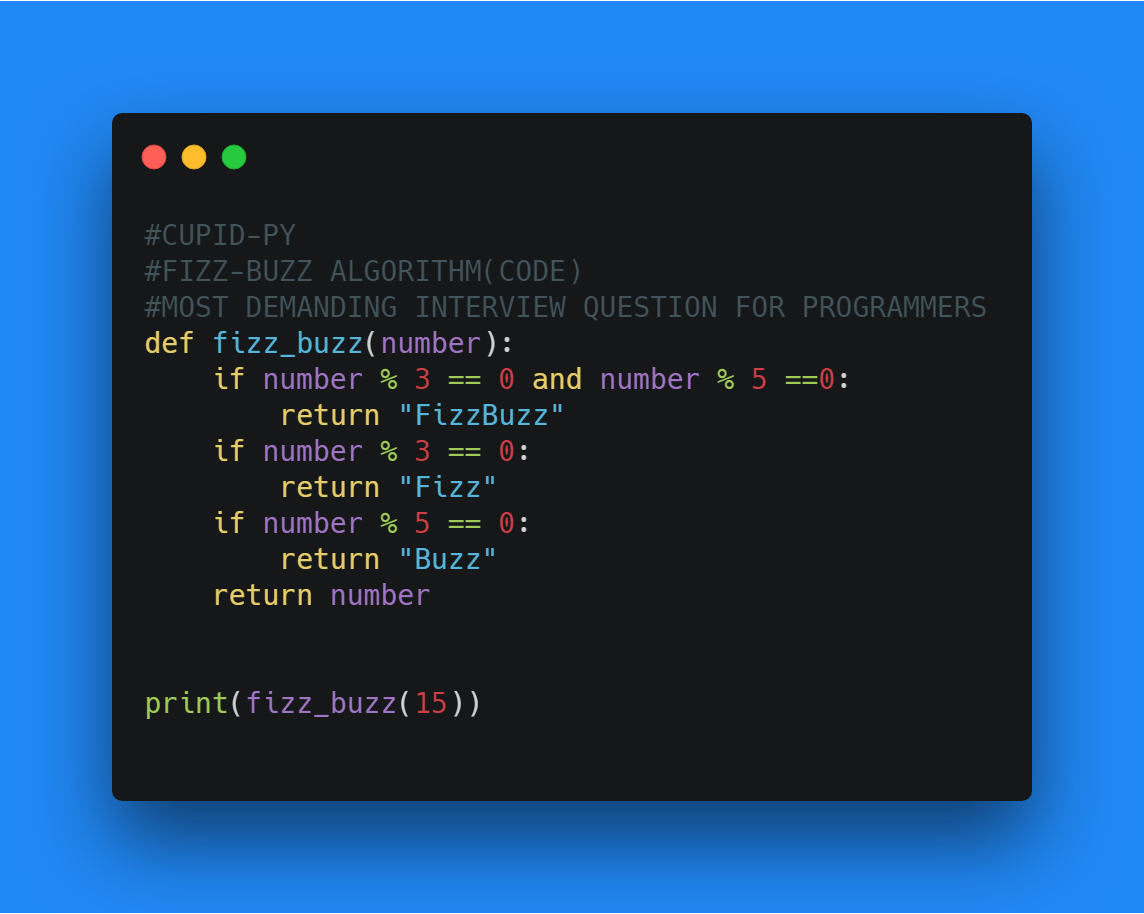 #CUPID-PY
#FIZZ-BUZZ ALGORITHM(CODE)
#MOST DEMANDING INTERVIEW QUESTION FOR PROGRAMMERS
def fizz_buzz(number):
    if number % 3 == 0 and number % 5 ==0:
        return "FizzBuzz"
    if number % 3 == 0:
        return "Fizz"
    if number % 5 == 0:
        return "Buzz"
    return number
print(fizz_buzz(15))